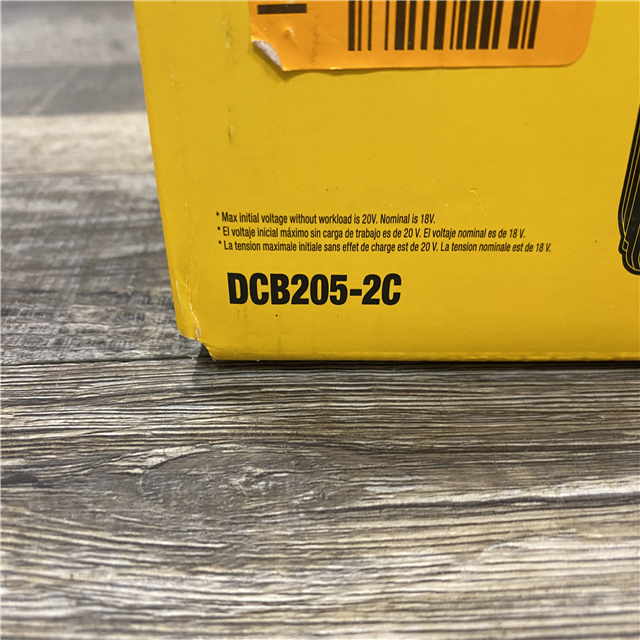 * Max initial voltage without workload is 20V. Nominal is 18V.
* El voltaje inicial máximo sin carga de trabajo es de 20 V. El voltaje nominal es de 18 V.
* La tension maximale initiale sans effet de charge est de 20 V. La tension nominale est de 18 V.
DCB205-2C